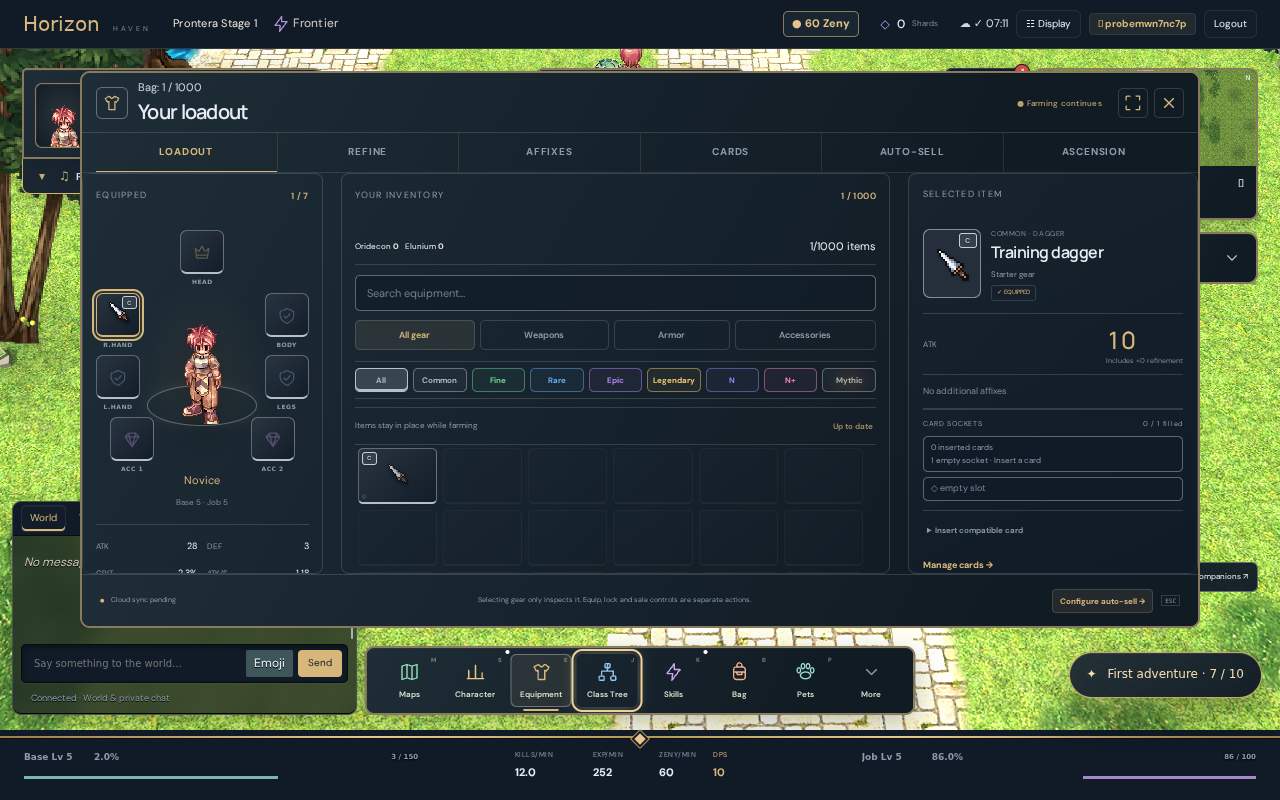 Horizon HAVEN Prontera Stage 1 Frontier
60 Zeny 0 Shards ✓ 07:11 Display probemwn7nc7p Logout
N
Bag: 1 / 1000
Your loadout
Farming continues
LOADOUT REFINE AFFIXES CARDS AUTO-SELL ASCENSION
EQUIPPED 1 / 7
HEAD
C
R.HAND BODY
L.HAND LEGS
ACC 1 ACC 2
Novice
Base 5 · Job 5
ATK 28 DEF 3
YOUR INVENTORY 1 / 1000
Oridecon 0 Elunium 0 1/1000 items
Search equipment...
All gear Weapons Armor Accessories
All Common Fine Rare Epic Legendary N N+ Mythic
Items stay in place while farming Up to date
C
SELECTED ITEM
C
COMMON · DAGGER
Training dagger
Starter gear
✓ EQUIPPED
ATK 10
Includes +0 refinement
No additional affixes
CARD SOCKETS 0 / 1 filled
0 inserted cards
1 empty socket · Insert a card
◇ empty slot
▸ Insert compatible card
Manage cards →
Cloud sync pending
Selecting gear only inspects it. Equip, lock and sale controls are separate actions.
Configure auto-sell → ESC
World
No messa
ompanions ↗
Say something to the world... Emoji Send
Connected · World & private chat
M S E J K B P
Maps Character Equipment Class Tree Skills Bag Pets More
✦ First adventure · 7 / 10
Base Lv 5 2.0% 3 / 150
KILLS/MIN EXP/MIN ZENY/MIN DPS
12.0 252 60 10
Job Lv 5 86.0% 86 / 100